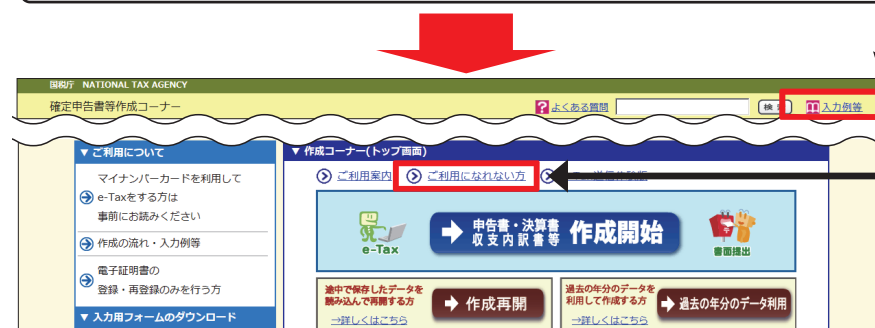 国税庁 NATIONAL TAX AGENCY
確定申告書等作成コーナー
? よくある質問
検
入力例等
▼ ご利用について
マイナンバーカードを利用して
e-Taxをする方は
事前にお読みください
作成の流れ・入力例等
電子証明書の
登録・再登録のみを行う方
▼ 入力用フォームのダウンロード
▼ 作成コーナー(トップ画面)
ご利用案内
ご利用になれない方
e-Tax
申告書・決算書
収支内訳書等
作成開始
書面提出
途中で保存したデータを
読み込んで再開する方
作成再開
→詳しくはこちら
過去の年分のデータを
利用して作成する方
過去の年分のデータ利用
→詳しくはこちら